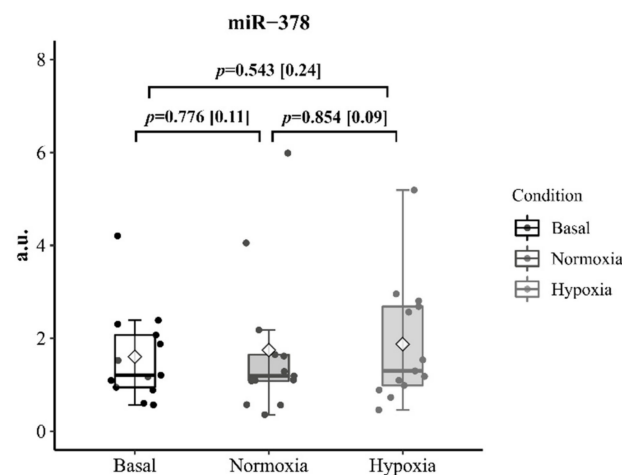 miR−378
8
p=0.543 [0.24]
p=0.776 [0.11]
p=0.854 [0.09]
6
4
2
0
a.u.
Basal
Normoxia
Hypoxia
Condition
Basal
Normoxia
Hypoxia